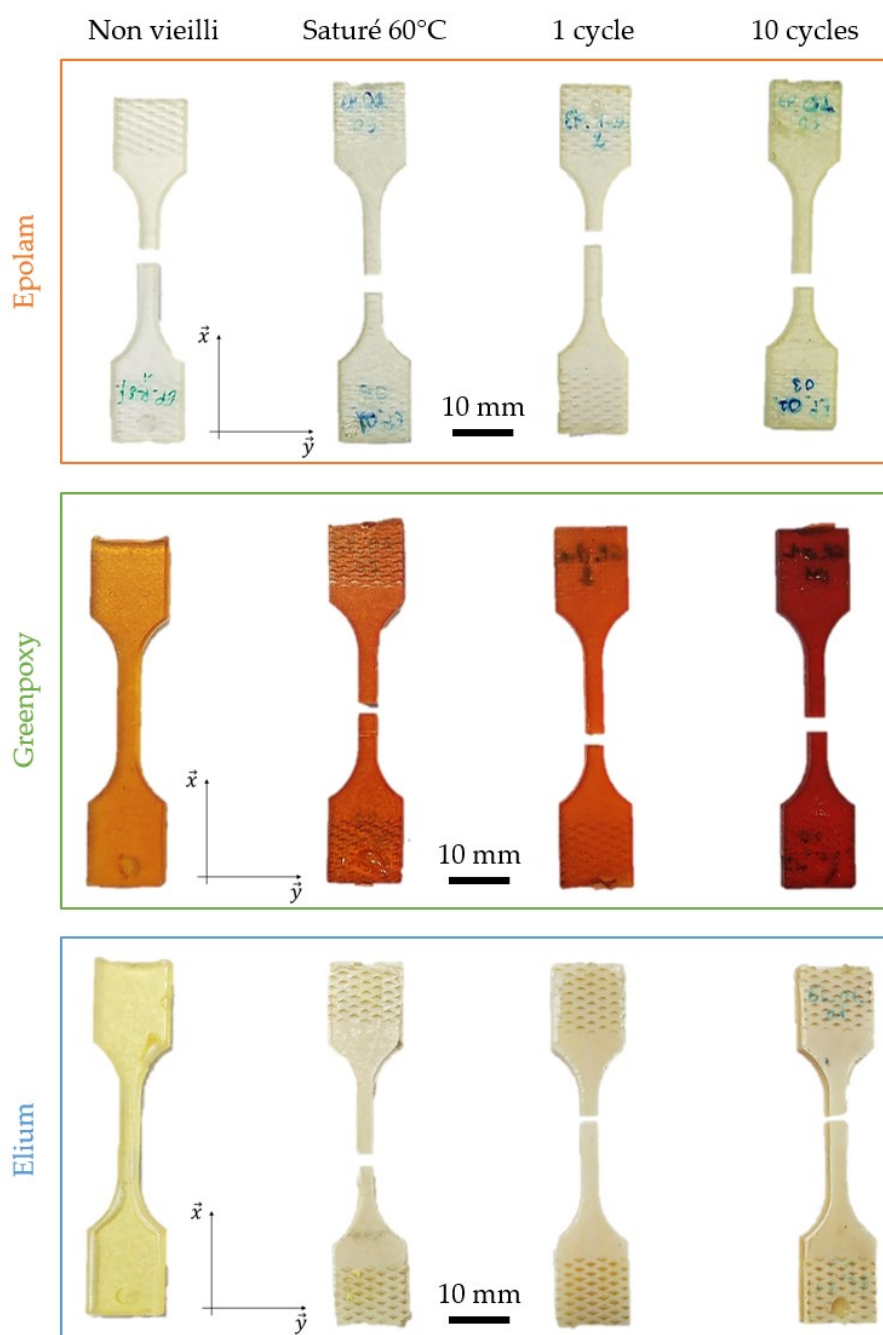 Non vieilli
Saturé 60°C
1 cycle
10 cycles
Epolam
x
y
10 mm
Greenpoxy
x
y
10 mm
Elium
x
y
10 mm